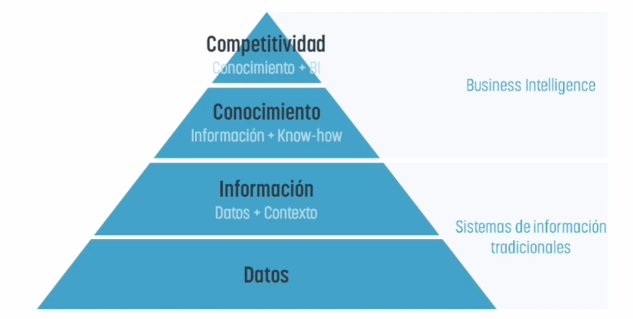 Competitividad
Conocimiento + BI
Business Intelligence
Conocimiento
Información + Know-how
Información
Datos + Contexto
Sistemas de información
tradicionales
Datos